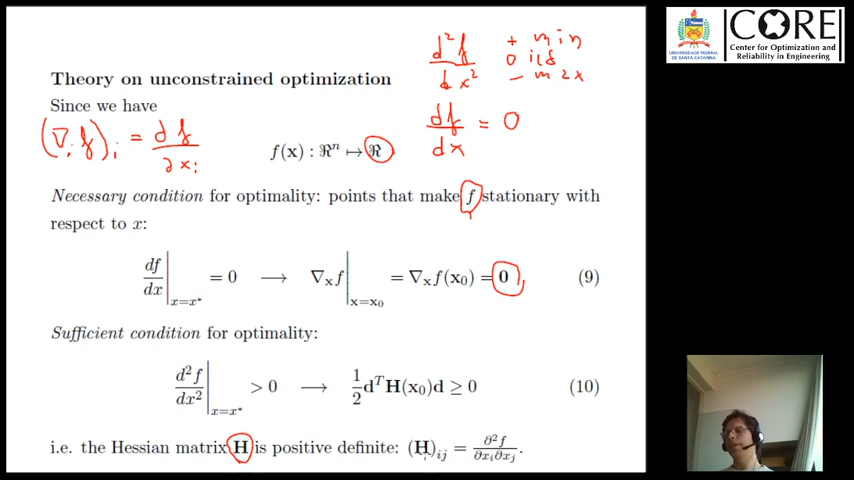 CORE
Center for Optimization and
Reliability in Engineering
UNIVERSIDADE FEDERAL
DE SANTA CATARINA
d²f / dx² + min
0 inf
− max
df / dx = 0
Theory on unconstrained optimization
Since we have
(∇f)ᵢ = ∂f / ∂xᵢ
f(x) : ℜⁿ ↦ ℜ
Necessary condition for optimality: points that make f stationary with
respect to x:
df/dx |ₓ₌ₓ* = 0 ⟶ ∇ₓf |ₓ₌ₓ₀ = ∇ₓf(x₀) = 0 (9)
Sufficient condition for optimality:
d²f/dx² |ₓ₌ₓ* > 0 ⟶ 1/2 dᵀH(x₀)d ≥ 0 (10)
i.e. the Hessian matrix H is positive definite: (H)ᵢⱼ = ∂²f/∂xᵢ∂xⱼ.